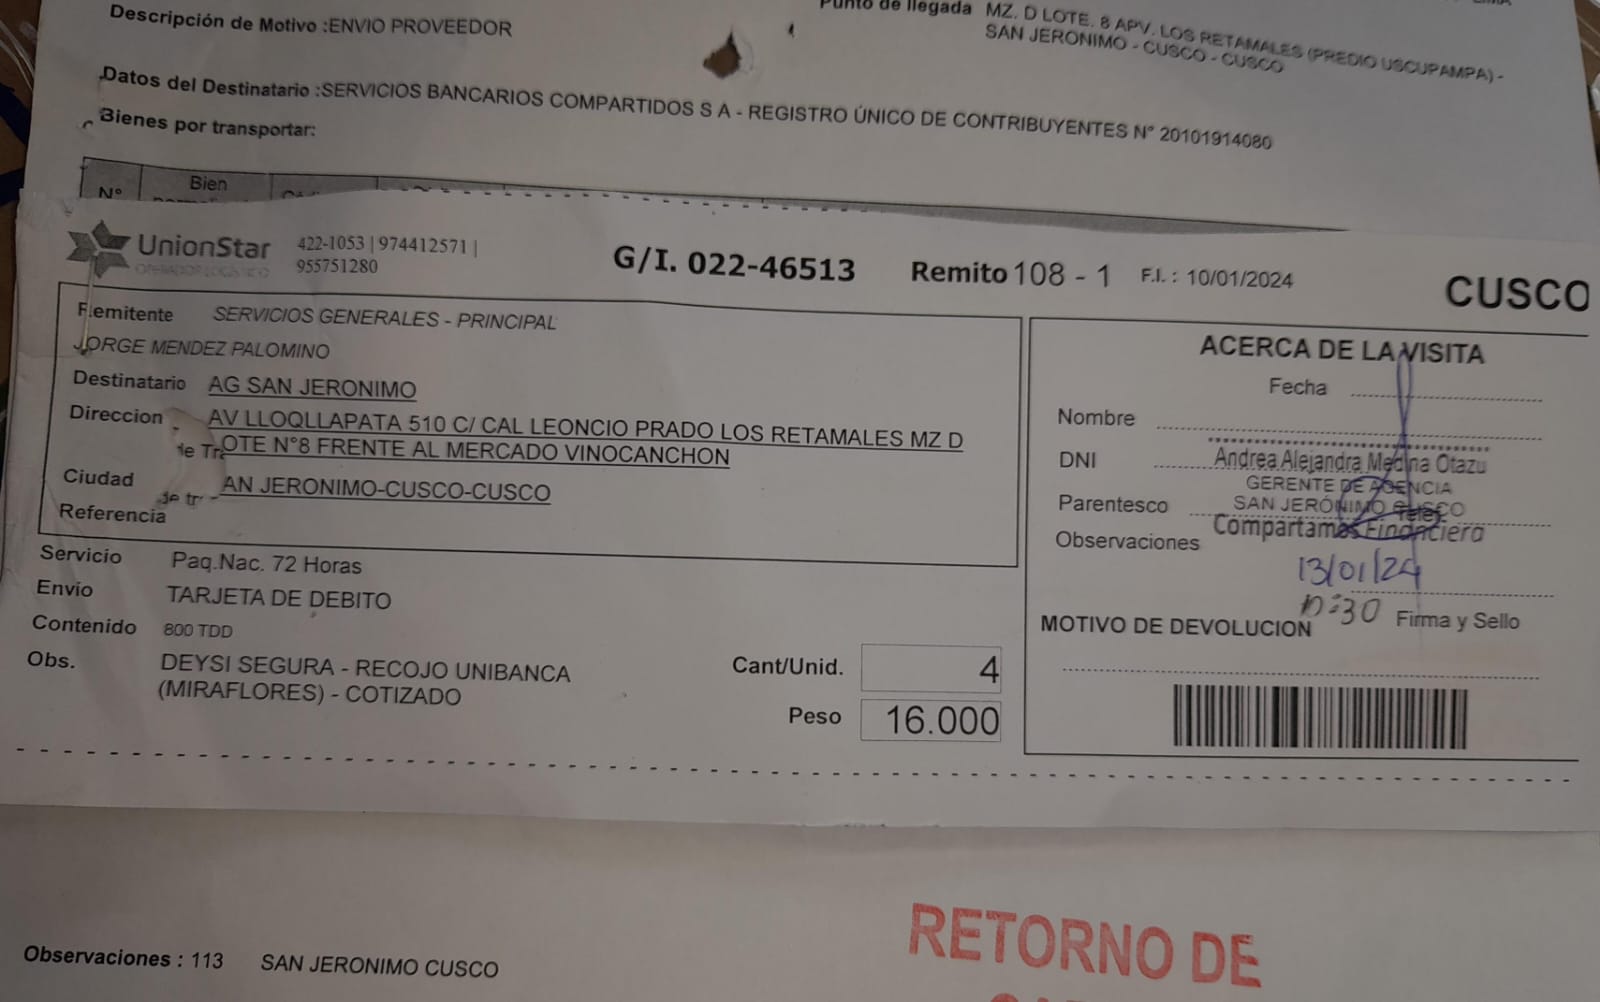 Descripción de Motivo :ENVIO PROVEEDOR
Punto de llegada MZ. D LOTE. 8 APV. LOS RETAMALES (PREDIO USCUPAMPA) -
SAN JERONIMO - CUSCO - CUSCO
Datos del Destinatario :SERVICIOS BANCARIOS COMPARTIDOS S A - REGISTRO ÚNICO DE CONTRIBUYENTES N° 20101914080
Bienes por transportar:
N° Bien
UnionStar
OPERADOR LOGISTICO
422-1053 | 974412571 |
955751280
G/I. 022-46513 Remito 108 - 1 F.I. : 10/01/2024 CUSCO
Remitente SERVICIOS GENERALES - PRINCIPAL
JORGE MENDEZ PALOMINO
Destinatario AG SAN JERONIMO
Direccion AV LLOQLLAPATA 510 C/ CAL LEONCIO PRADO LOS RETAMALES MZ D
de Tr OTE N°8 FRENTE AL MERCADO VINOCANCHON
Ciudad AN JERONIMO-CUSCO-CUSCO
de tr
Referencia
Servicio Paq.Nac. 72 Horas
Envio TARJETA DE DEBITO
Contenido 800 TDD
Obs. DEYSI SEGURA - RECOJO UNIBANCA
(MIRAFLORES) - COTIZADO
Cant/Unid. 4
Peso 16.000
ACERCA DE LA VISITA
Fecha
Nombre
DNI Andrea Alejandra Medina Otazu
GERENTE DE AGENCIA
Parentesco SAN JERÓNIMO CUSCO
Telef
Observaciones Compartamos Financiera
13/01/24
10:30 Firma y Sello
MOTIVO DE DEVOLUCION
Observaciones : 113 SAN JERONIMO CUSCO
RETORNO DE